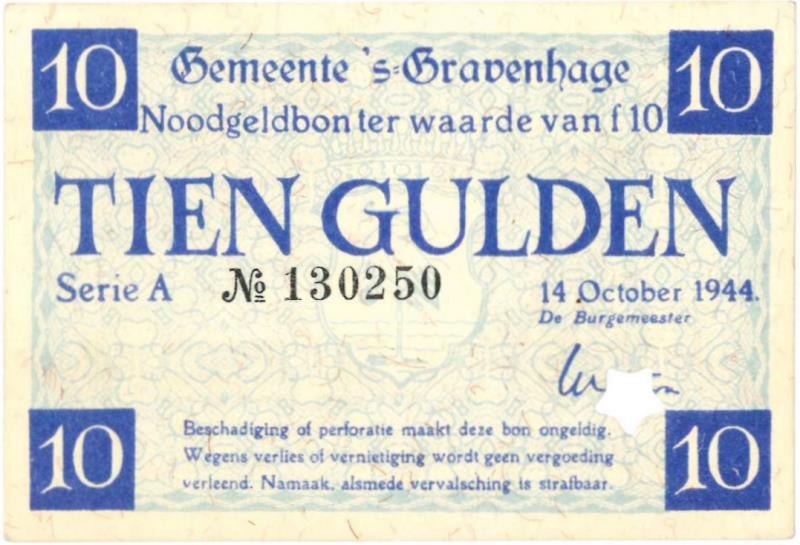 10 Gemeente 's-Gravenhage 10
Noodgeldbon ter waarde van f 10
TIEN GULDEN
Serie A № 130250 14 October 1944.
De Burgemeester
10 Beschadiging of perforatie maakt deze bon ongeldig. 10
Wegens verlies of vernietiging wordt geen vergoeding
verleend. Namaak, alsmede vervalsching is strafbaar.